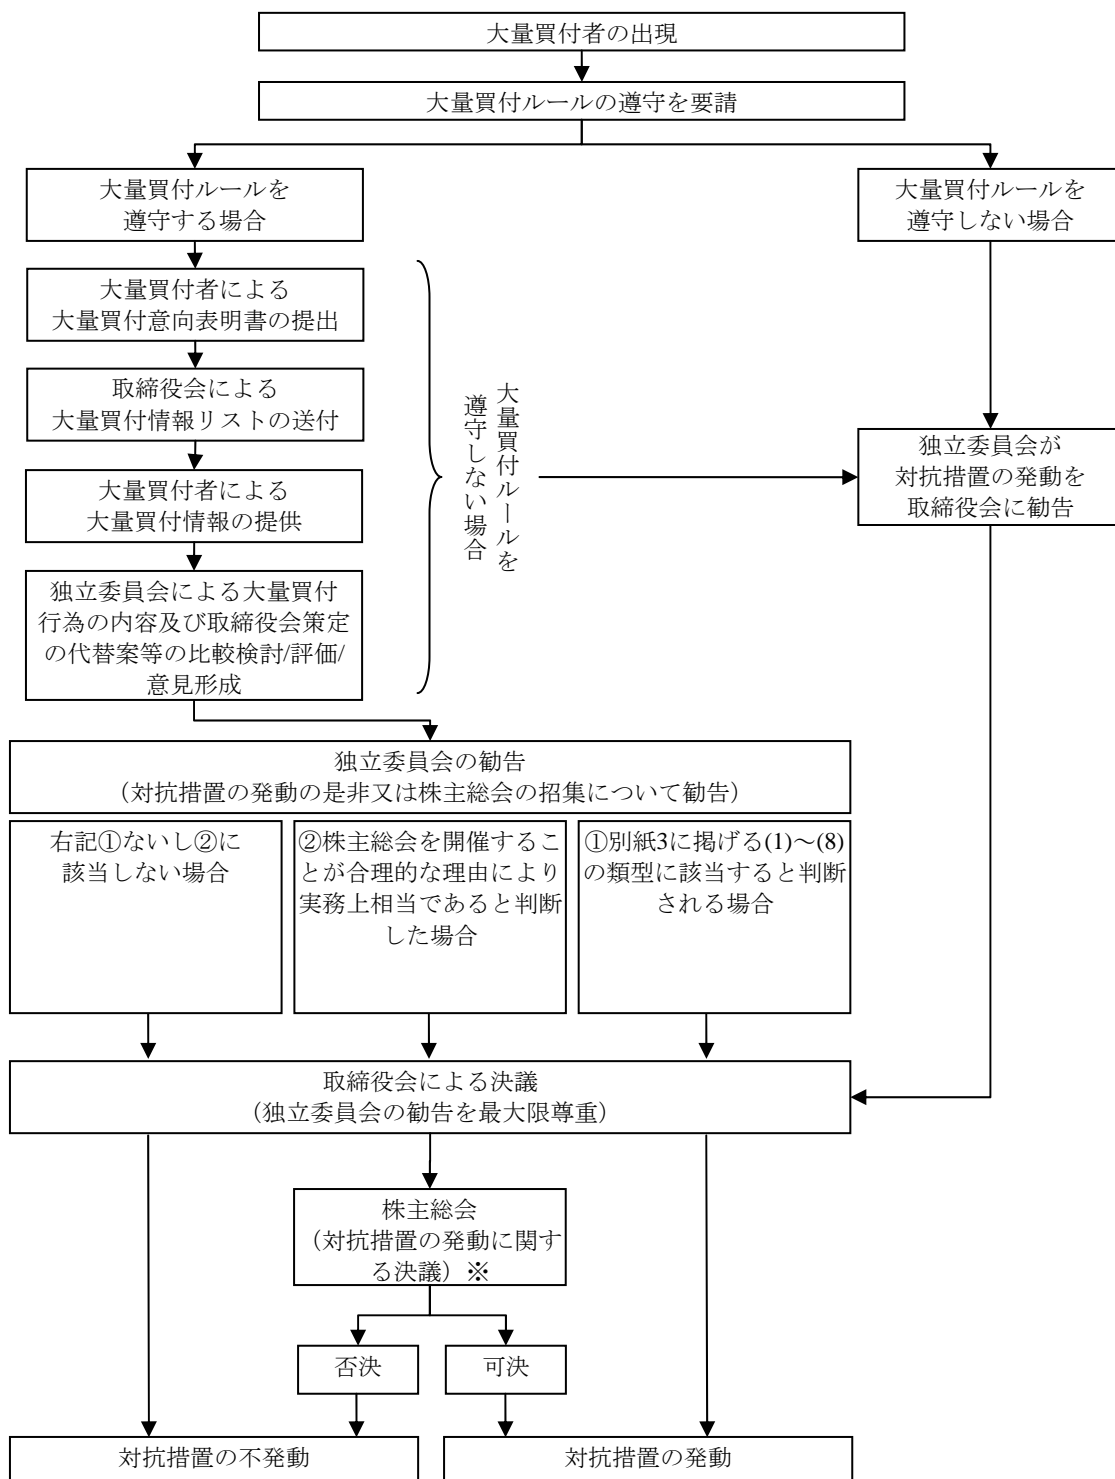 大量買付者の出現
大量買付ルールの遵守を要請
大量買付ルールを
遵守する場合
大量買付ルールを
遵守しない場合
大量買付者による
大量買付意向表明書の提出
取締役会による
大量買付情報リストの送付
大量買付者による
大量買付情報の提供
独立委員会による大量買付
行為の内容及び取締役会策定
の代替案等の比較検討/評価/
意見形成
大量買付ルールを
遵守しない場合
独立委員会が
対抗措置の発動を
取締役会に勧告
独立委員会の勧告
（対抗措置の発動の是非又は株主総会の招集について勧告）
右記①ないし②に
該当しない場合
②株主総会を開催するこ
とが合理的な理由により
実務上相当であると判断
した場合
①別紙3に掲げる(1)～(8)
の類型に該当すると判断
される場合
取締役会による決議
（独立委員会の勧告を最大限尊重）
株主総会
（対抗措置の発動に関す
る決議）※
否決
可決
対抗措置の不発動
対抗措置の発動